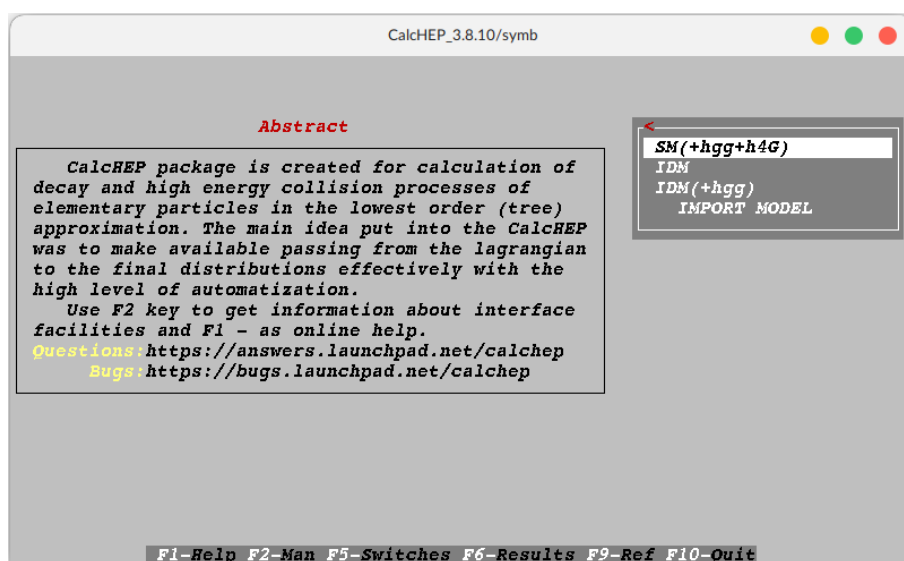 CalcHEP_3.8.10/symb
Abstract
CalcHEP package is created for calculation of
decay and high energy collision processes of
elementary particles in the lowest order (tree)
approximation. The main idea put into the CalcHEP
was to make available passing from the lagrangian
to the final distributions effectively with the
high level of automatization.
Use F2 key to get information about interface
facilities and F1 - as online help.
Questions:https://answers.launchpad.net/calchep
Bugs:https://bugs.launchpad.net/calchep
<
SM(+hgg+h4G)
IDM
IDM(+hgg)
IMPORT MODEL
F1-Help F2-Man F5-Switches F6-Results F9-Ref F10-Quit